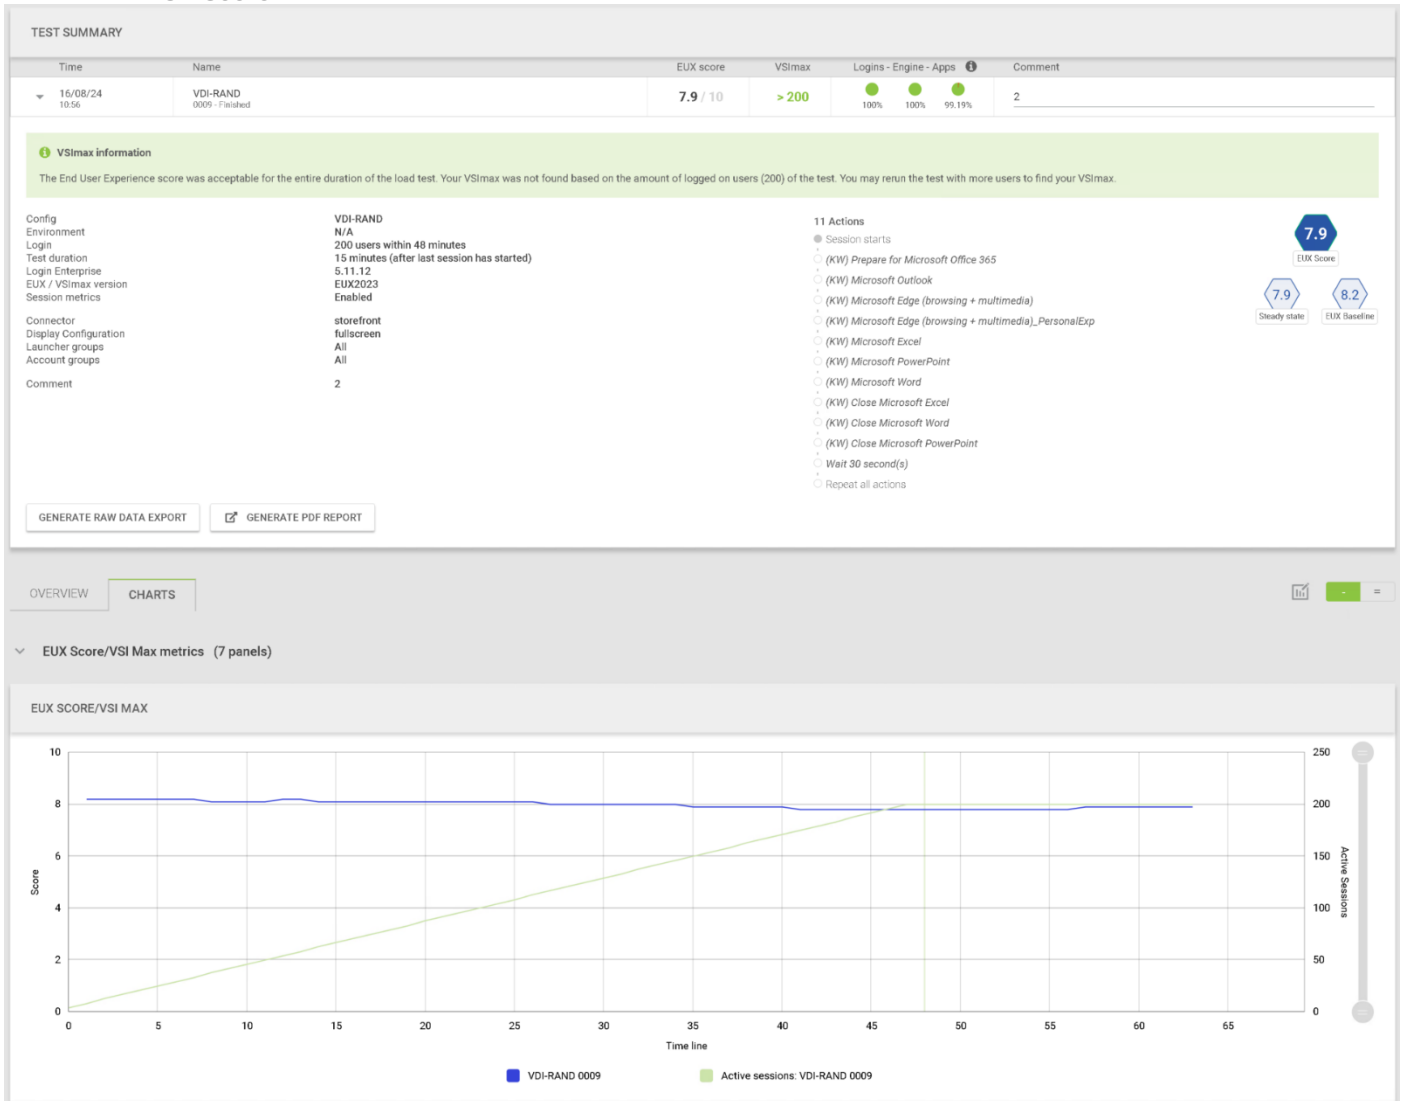 TEST SUMMARY
Time Name EUX score VSImax Logins - Engine - Apps Comment
16/08/24 VDI-RAND 7.9 / 10 > 200 2
10:56 0009 - Finished 100% 100% 99.19%
VSImax information
The End User Experience score was acceptable for the entire duration of the load test. Your VSImax was not found based on the amount of logged on users (200) of the test. You may rerun the test with more users to find your VSImax.
Config VDI-RAND
Environment N/A
Login 200 users within 48 minutes
Test duration 15 minutes (after last session has started)
Login Enterprise 5.11.12
EUX / VSImax version EUX2023
Session metrics Enabled
Connector storefront
Display Configuration fullscreen
Launcher groups All
Account groups All
Comment 2
11 Actions
Session starts
(KW) Prepare for Microsoft Office 365
(KW) Microsoft Outlook
(KW) Microsoft Edge (browsing + multimedia)
(KW) Microsoft Edge (browsing + multimedia)_PersonalExp
(KW) Microsoft Excel
(KW) Microsoft PowerPoint
(KW) Microsoft Word
(KW) Close Microsoft Excel
(KW) Close Microsoft Word
(KW) Close Microsoft PowerPoint
Wait 30 second(s)
Repeat all actions
7.9
EUX Score
7.9 8.2
Steady state EUX Baseline
GENERATE RAW DATA EXPORT GENERATE PDF REPORT
OVERVIEW CHARTS - =
EUX Score/VSI Max metrics (7 panels)
EUX SCORE/VSI MAX
10 250
8 200
6 150
4 100
2 50
0 0
Score
Active Sessions
0 5 10 15 20 25 30 35 40 45 50 55 60 65
Time line
VDI-RAND 0009 Active sessions: VDI-RAND 0009